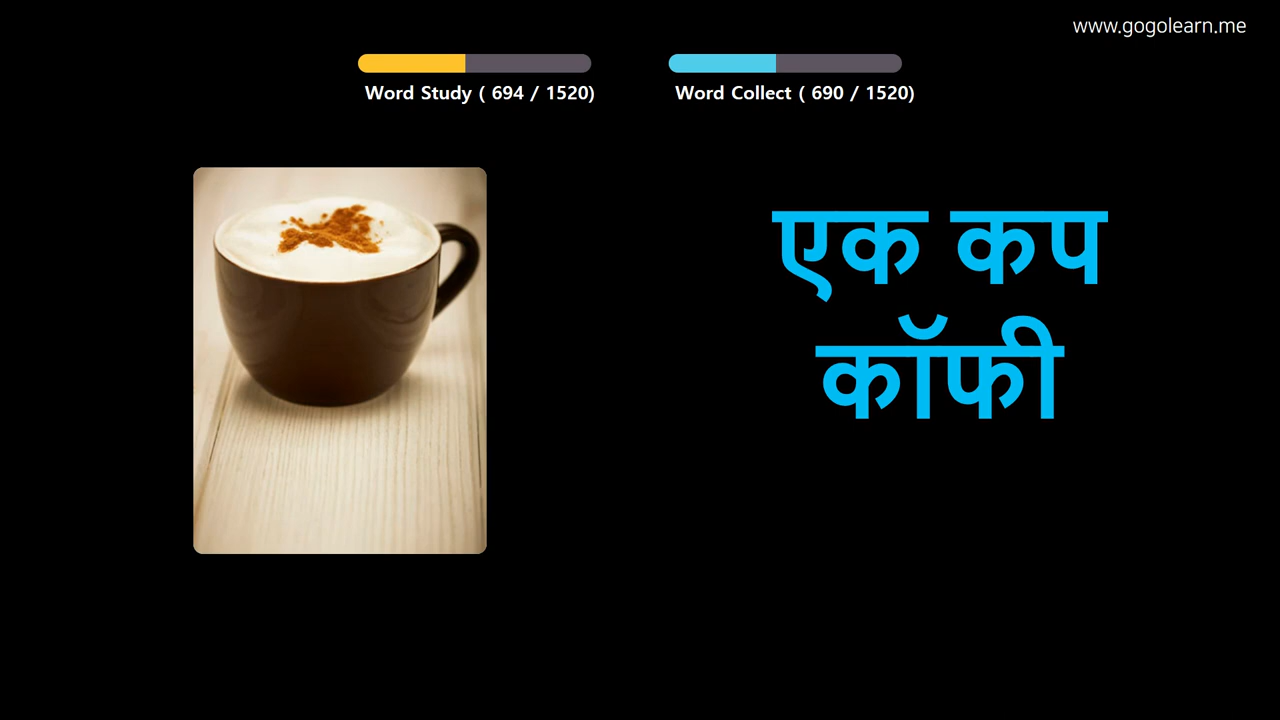 www.gogolearn.me
Word Study ( 694 / 1520)
Word Collect ( 690 / 1520)
एक कप
कॉफी